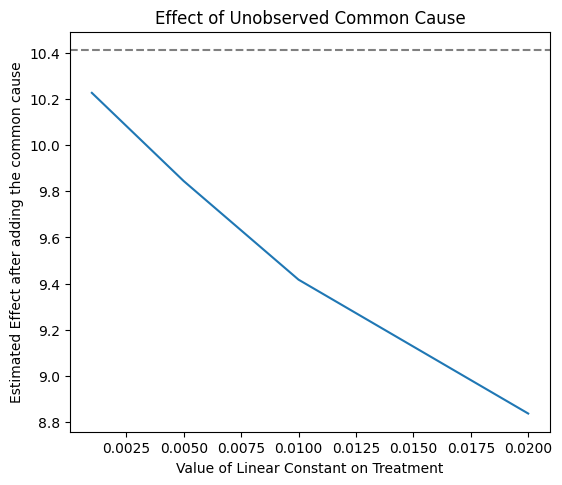 Effect of Unobserved Common Cause
10.4
10.2
10.0
9.8
9.6
9.4
9.2
9.0
8.8
Estimated Effect after adding the common cause
0.0025 0.0050 0.0075 0.0100 0.0125 0.0150 0.0175 0.0200
Value of Linear Constant on Treatment